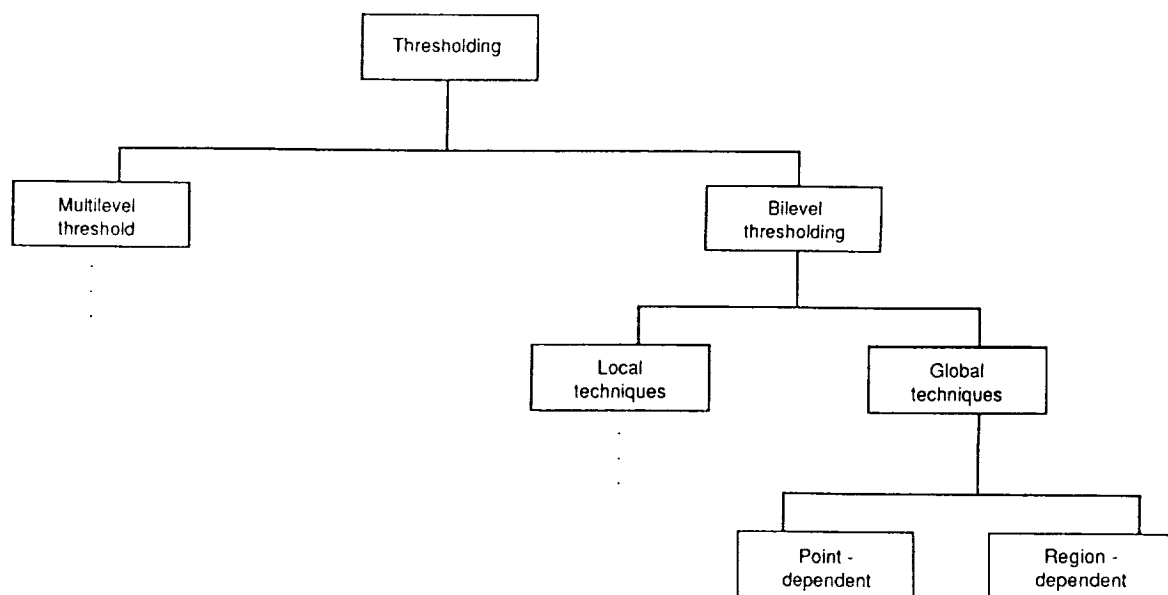 Thresholding
Multilevel
threshold
Bilevel
thresholding
Local
techniques
Global
techniques
Point -
dependent
Region -
dependent